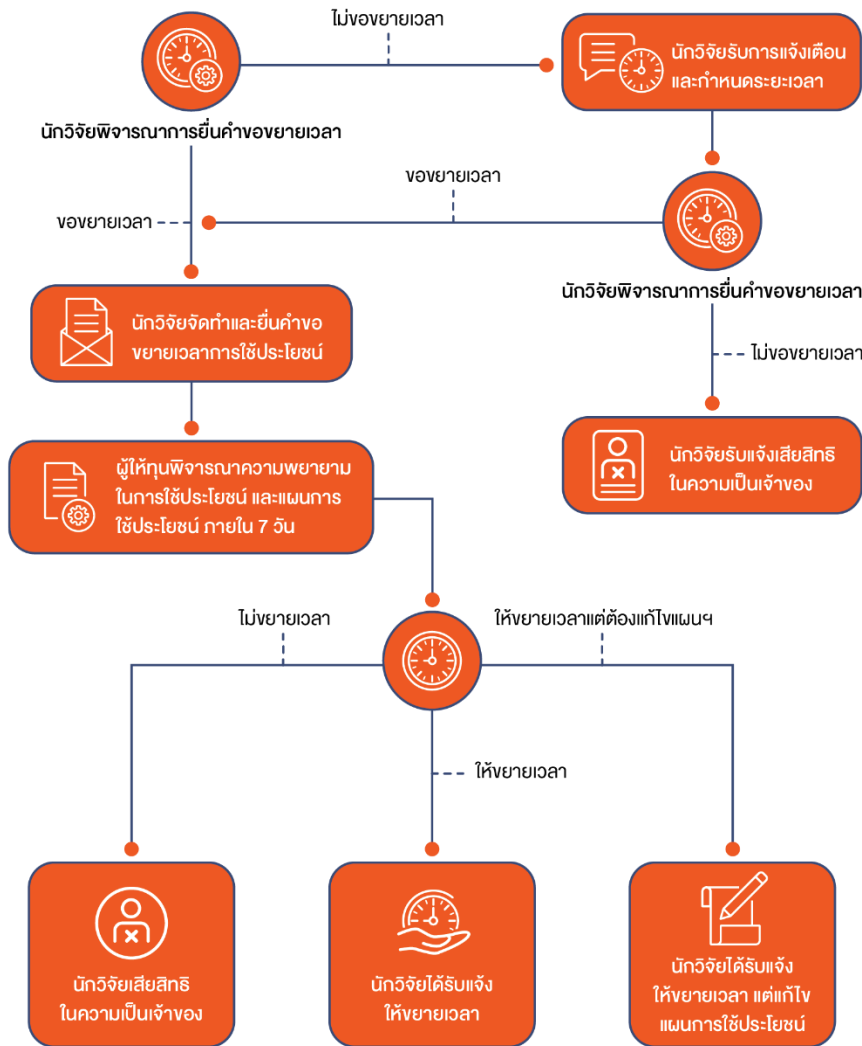 ไม่ขอขยายเวลา
นักวิจัยรับการแจ้งเตือน
และกำหนดระยะเวลา
นักวิจัยพิจารณาการยื่นคำขอขยายเวลา
ขอขยายเวลา
ขอขยายเวลา
นักวิจัยพิจารณาการยื่นคำขอขยายเวลา
นักวิจัยจัดทำและยื่นคำขอ
ขยายเวลาการใช้ประโยชน์
ไม่ขอขยายเวลา
นักวิจัยรับแจ้งเสียสิทธิ
ในความเป็นเจ้าของ
ผู้ให้ทุนพิจารณาความพยายาม
ในการใช้ประโยชน์ และแผนการ
ใช้ประโยชน์ ภายใน 7 วัน
ไม่ขยายเวลา
ให้ขยายเวลาแต่ต้องแก้ไขแผนฯ
ให้ขยายเวลา
นักวิจัยเสียสิทธิ
ในความเป็นเจ้าของ
นักวิจัยได้รับแจ้ง
ให้ขยายเวลา
นักวิจัยได้รับแจ้ง
ให้ขยายเวลา แต่แก้ไข
แผนการใช้ประโยชน์